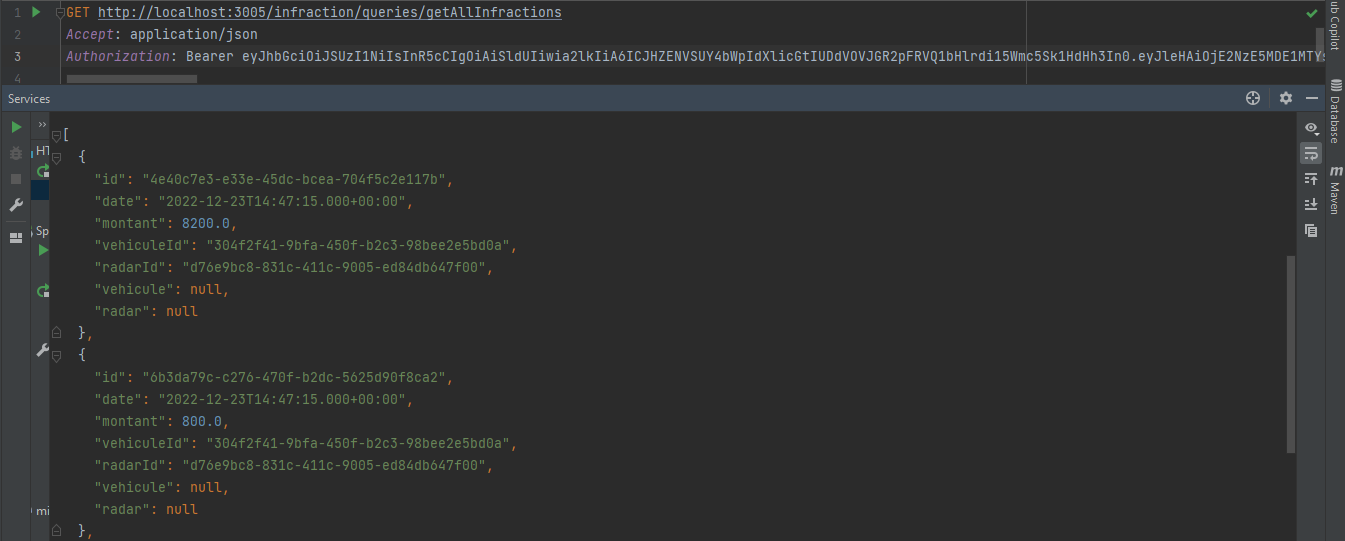 1 GET http://localhost:3005/infraction/queries/getAllInfractions
2 Accept: application/json
3 Authorization: Bearer eyJhbGciOiJSUzI1NiIsInR5cCIgOiAiSldUIiwia2lkIiA6ICJHZENVSUY4bWpIdXlicGtIUDdVOVJGR2pFRVQ1bHlrdi15Wmc5Sk1HdHh3In0.eyJleHAiOjE2NzE5MDE1MTYs
4
ub Copilot
Database
Maven
Services
HT
Sp
mi
[
{
"id": "4e40c7e3-e33e-45dc-bcea-704f5c2e117b",
"date": "2022-12-23T14:47:15.000+00:00",
"montant": 8200.0,
"vehiculeId": "304f2f41-9bfa-450f-b2c3-98bee2e5bd0a",
"radarId": "d76e9bc8-831c-411c-9005-ed84db647f00",
"vehicule": null,
"radar": null
},
{
"id": "6b3da79c-c276-470f-b2dc-5625d90f8ca2",
"date": "2022-12-23T14:47:15.000+00:00",
"montant": 800.0,
"vehiculeId": "304f2f41-9bfa-450f-b2c3-98bee2e5bd0a",
"radarId": "d76e9bc8-831c-411c-9005-ed84db647f00",
"vehicule": null,
"radar": null
},